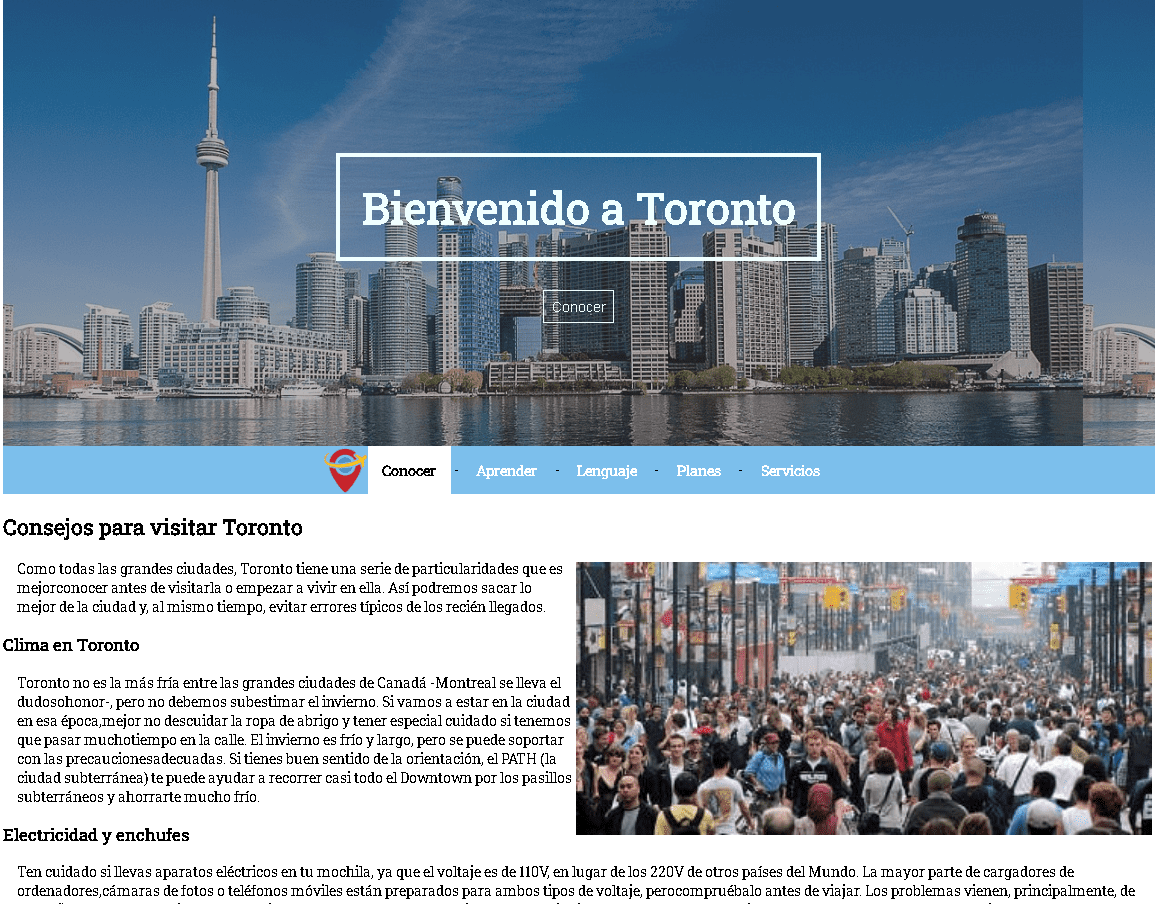 Bienvenido a Toronto
Conocer
Conocer - Aprender - Lenguaje - Planes - Servicios
Consejos para visitar Toronto
Como todas las grandes ciudades, Toronto tiene una serie de particularidades que es
mejorconocer antes de visitarla o empezar a vivir en ella. Así podremos sacar lo
mejor de la ciudad y, al mismo tiempo, evitar errores típicos de los recién llegados.
Clima en Toronto
Toronto no es la más fría entre las grandes ciudades de Canadá -Montreal se lleva el
dudosohonor-, pero no debemos subestimar el invierno. Si vamos a estar en la ciudad
en esa época,mejor no descuidar la ropa de abrigo y tener especial cuidado si tenemos
que pasar muchotiempo en la calle. El invierno es frío y largo, pero se puede soportar
con las precaucionesadecuadas. Si tienes buen sentido de la orientación, el PATH (la
ciudad subterránea) te puede ayudar a recorrer casi todo el Downtown por los pasillos
subterráneos y ahorrarte mucho frío.
Electricidad y enchufes
Ten cuidado si llevas aparatos eléctricos en tu mochila, ya que el voltaje es de 110V, en lugar de los 220V de otros países del Mundo. La mayor parte de cargadores de
ordenadores,cámaras de fotos o teléfonos móviles están preparados para ambos tipos de voltaje, perocompruébalo antes de viajar. Los problemas vienen, principalmente, de